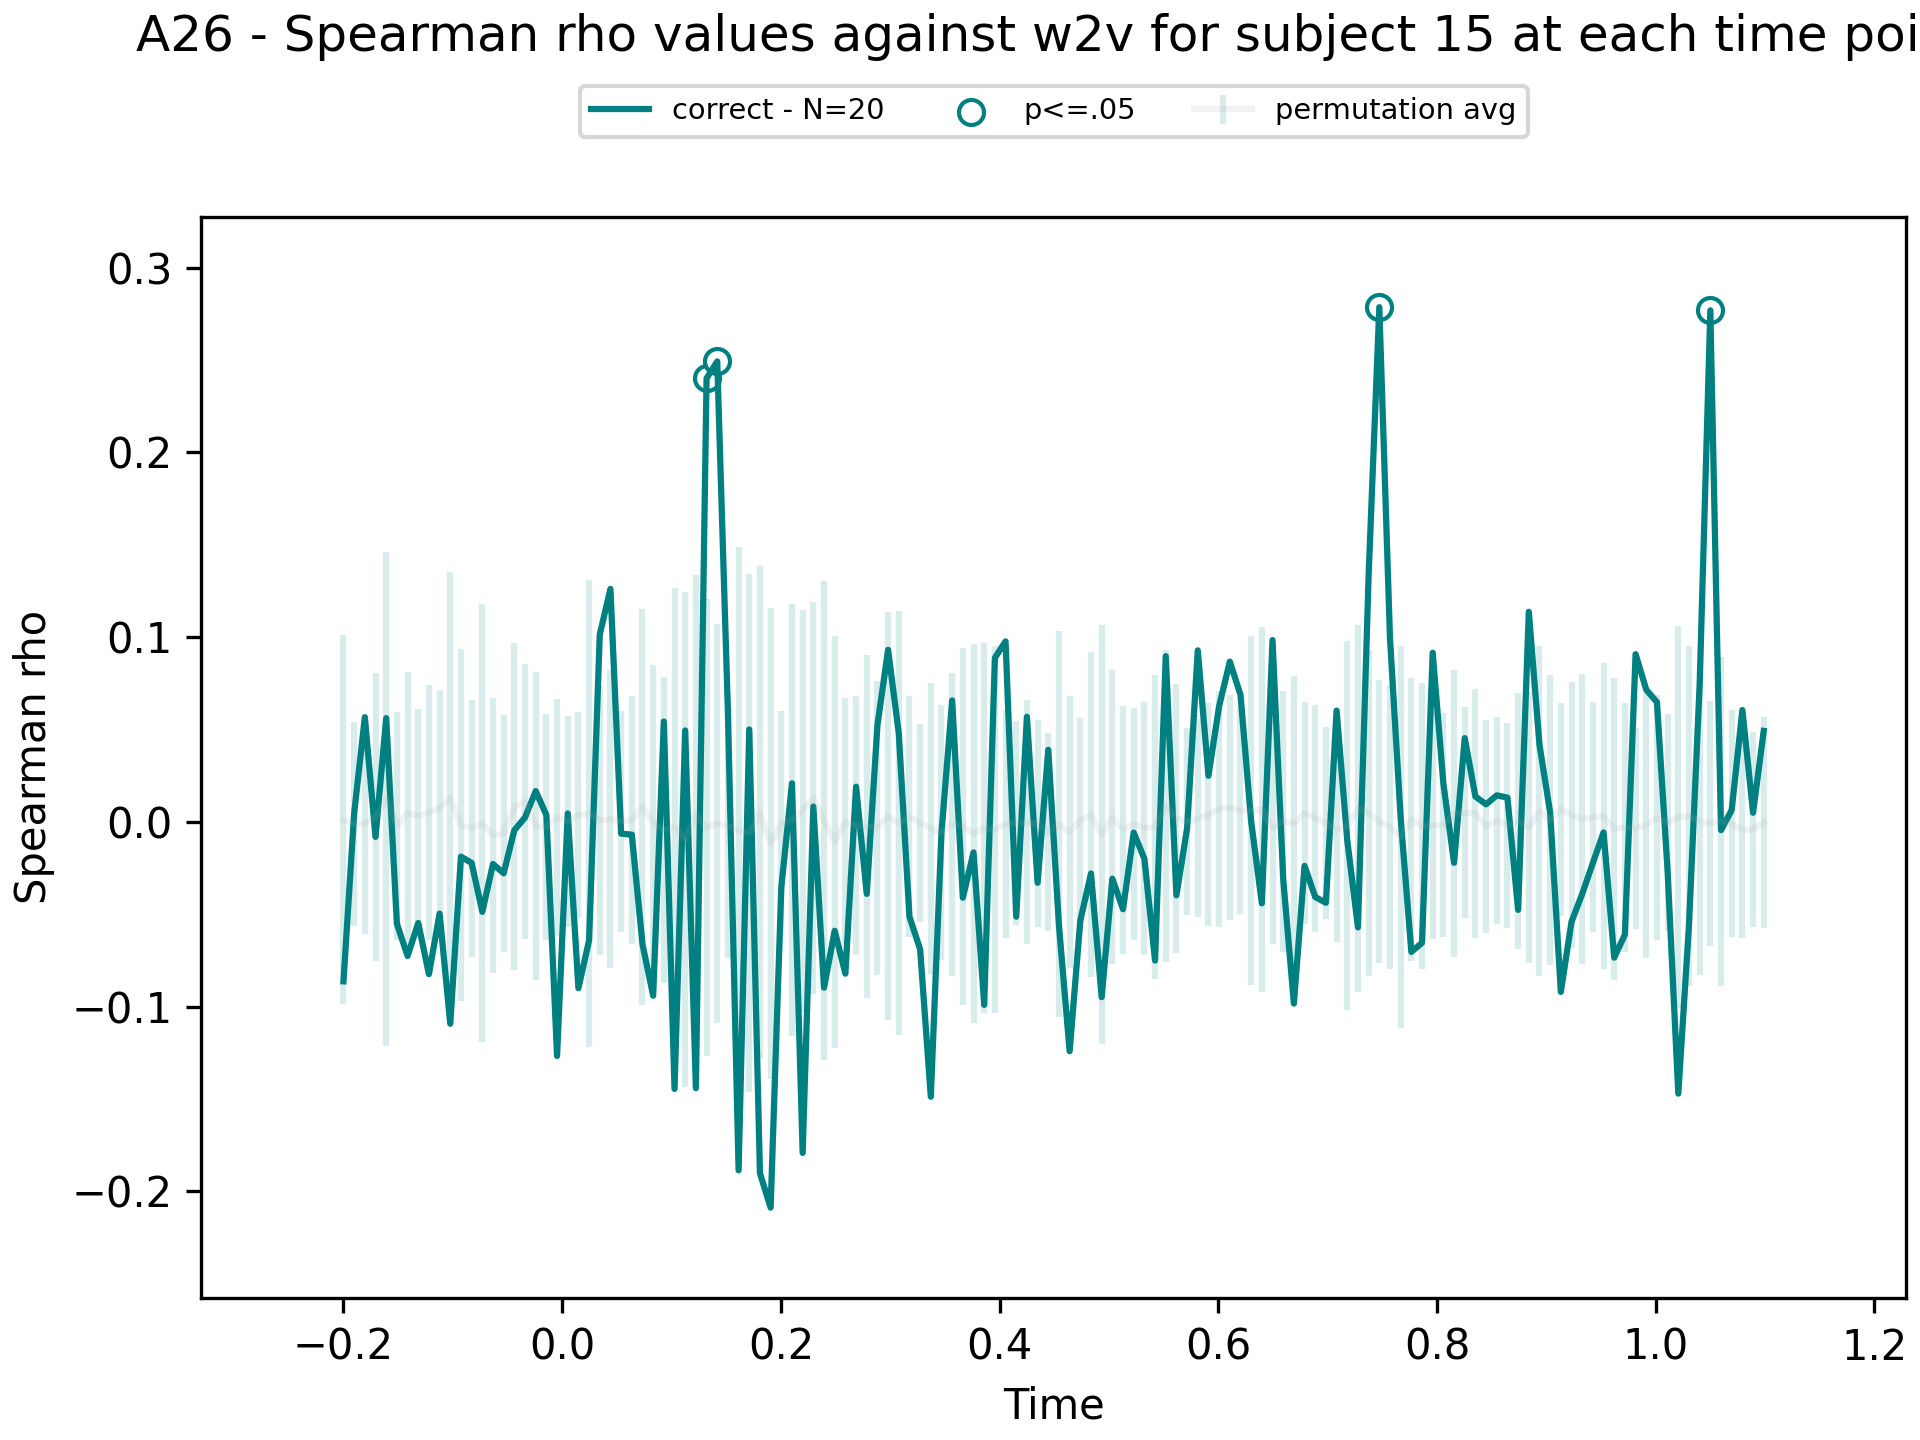 A26 - Spearman rho values against w2v for subject 15 at each time poi
correct - N=20 p<=.05 permutation avg
0.3
0.2
0.1
0.0
−0.1
−0.2
Spearman rho
−0.2 0.0 0.2 0.4 0.6 0.8 1.0 1.2
Time